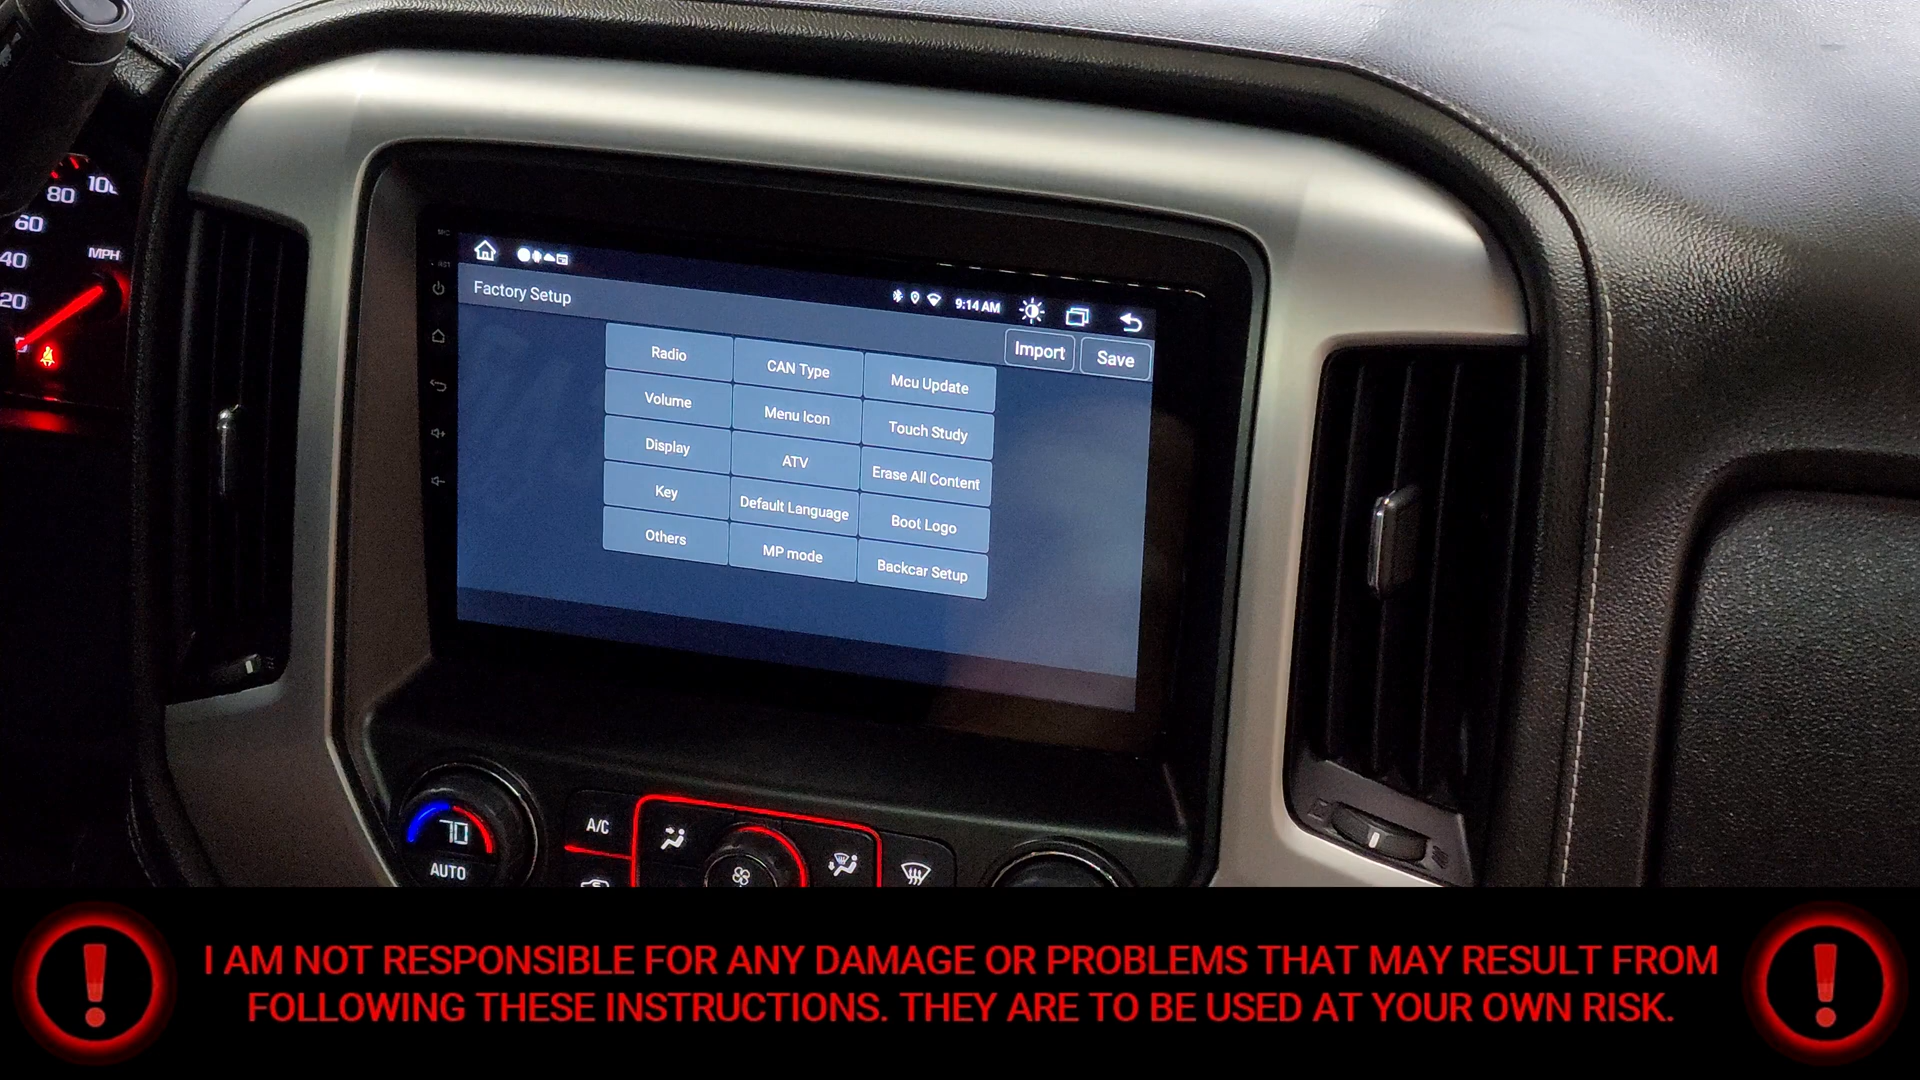 100
80
60
40
20
MPH
9:14 AM
Factory Setup
Import
Save
Radio
CAN Type
Mcu Update
Volume
Menu Icon
Touch Study
Display
ATV
Erase All Content
Key
Default Language
Boot Logo
Others
MP mode
Backcar Setup
70
AUTO
A/C
I AM NOT RESPONSIBLE FOR ANY DAMAGE OR PROBLEMS THAT MAY RESULT FROM
FOLLOWING THESE INSTRUCTIONS. THEY ARE TO BE USED AT YOUR OWN RISK.